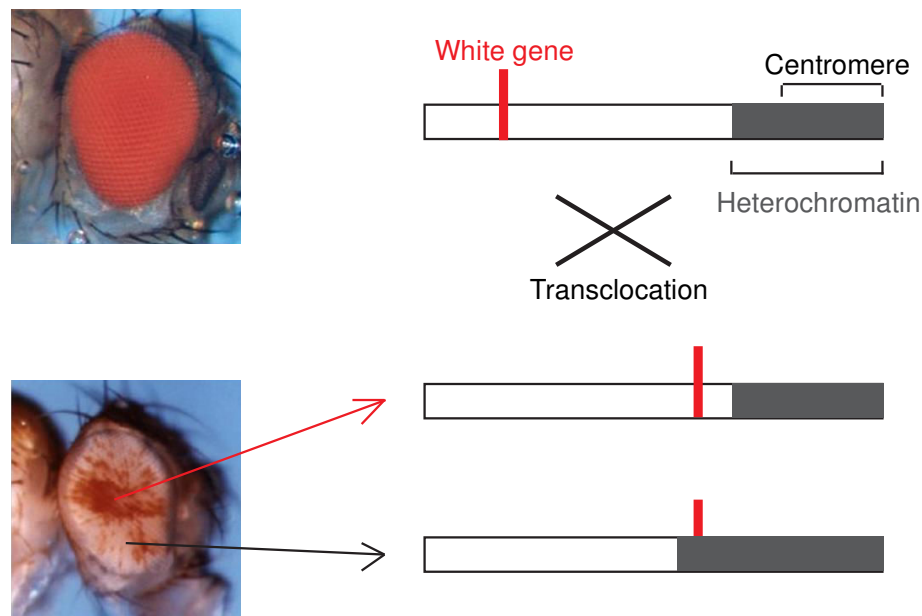 White gene
Centromere
Heterochromatin
Transclocation